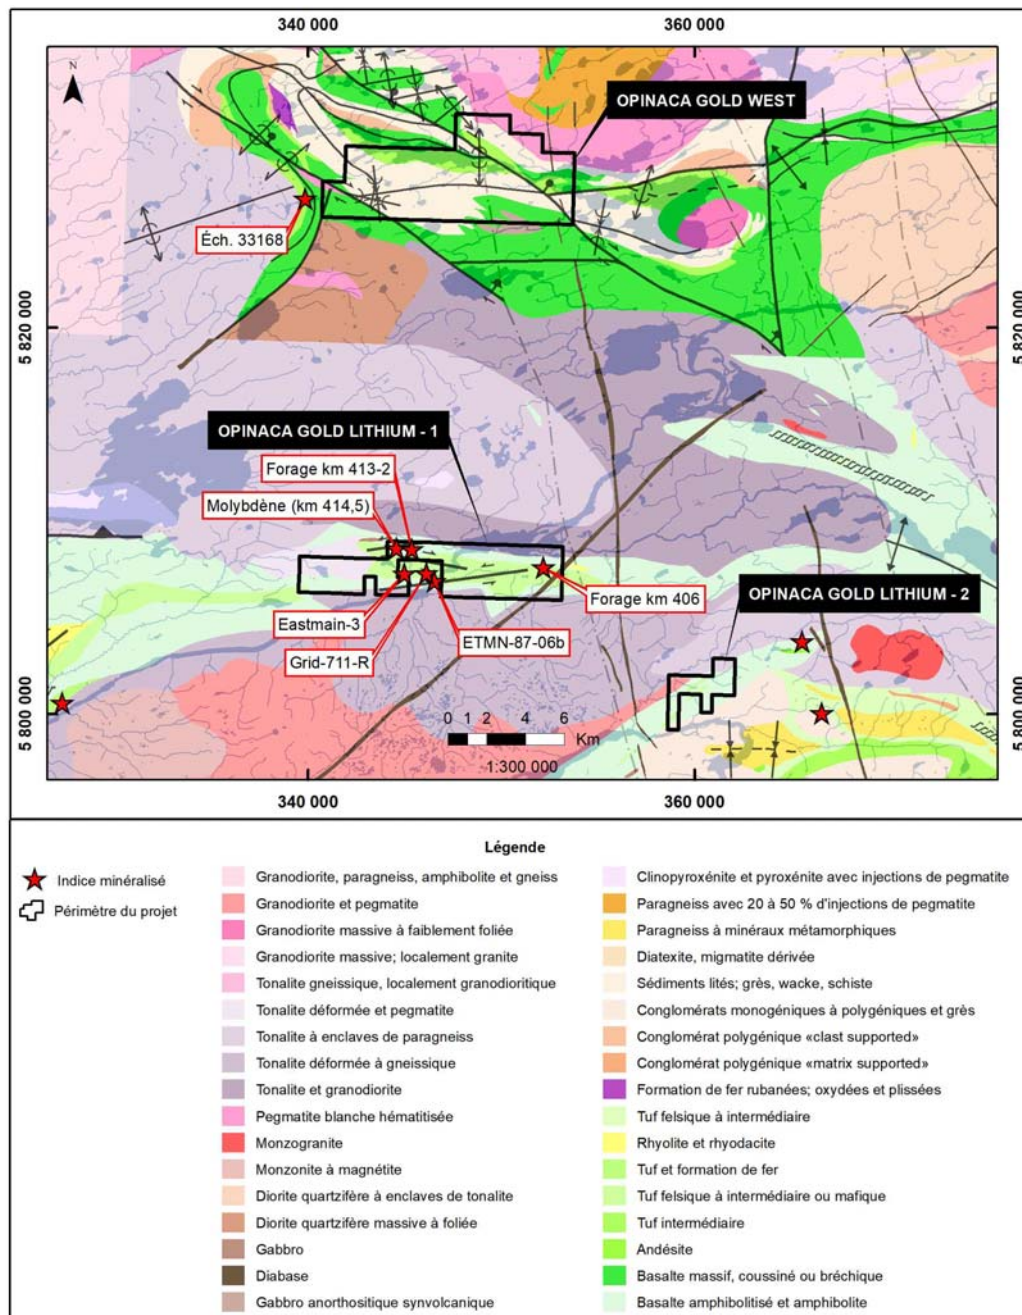 340 000
360 000
N
OPINACA GOLD WEST
Éch. 33168
5 820 000
5 820 000
OPINACA GOLD LITHIUM - 1
Forage km 413-2
Molybdène (km 414,5)
Forage km 406
OPINACA GOLD LITHIUM - 2
Eastmain-3
ETMN-87-06b
Grid-711-R
5 800 000
5 800 000
0 1 2 4 6
Km
1:300 000
340 000
360 000
Légende
Indice minéralisé
Périmètre du projet
Granodiorite, paragneiss, amphibolite et gneiss
Granodiorite et pegmatite
Granodiorite massive à faiblement foliée
Granodiorite massive; localement granite
Tonalite gneissique, localement granodioritique
Tonalite déformée et pegmatite
Tonalite à enclaves de paragneiss
Tonalite déformée à gneissique
Tonalite et granodiorite
Pegmatite blanche hématitisée
Monzogranite
Monzonite à magnétite
Diorite quartzifère à enclaves de tonalite
Diorite quartzifère massive à foliée
Gabbro
Diabase
Gabbro anorthositique synvolcanique
Clinopyroxénite et pyroxénite avec injections de pegmatite
Paragneiss avec 20 à 50 % d'injections de pegmatite
Paragneiss à minéraux métamorphiques
Diatexite, migmatite dérivée
Sédiments lités; grès, wacke, schiste
Conglomérats monogéniques à polygéniques et grès
Conglomérat polygénique «clast supported»
Conglomérat polygénique «matrix supported»
Formation de fer rubanées; oxydées et plissées
Tuf felsique à intermédiaire
Rhyolite et rhyodacite
Tuf et formation de fer
Tuf felsique à intermédiaire ou mafique
Tuf intermédiaire
Andésite
Basalte massif, coussiné ou bréchique
Basalte amphibolitisé et amphibolite